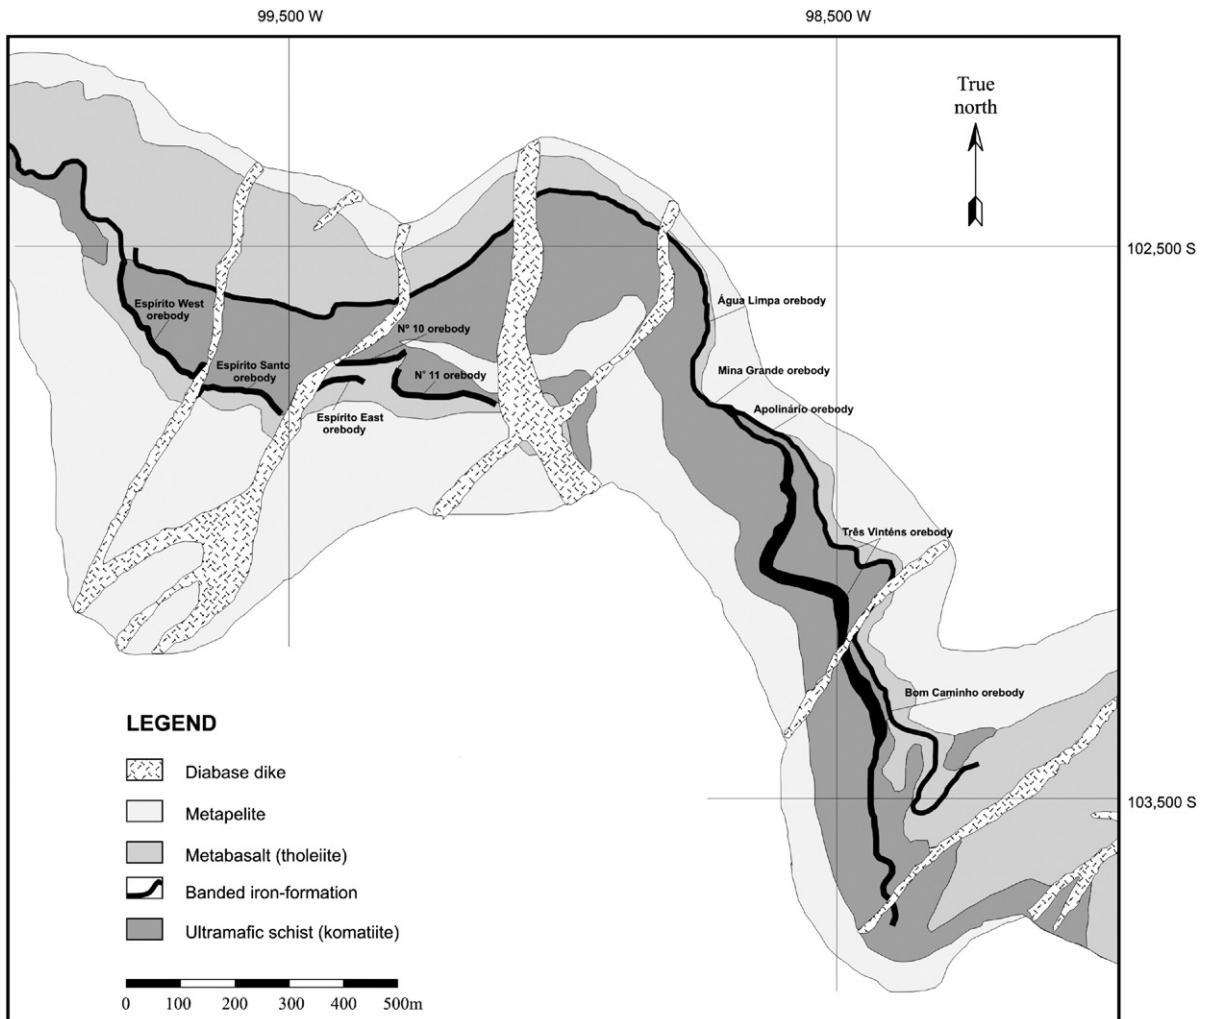 99,500 W
98,500 W
True
north
102,500 S
Espírito West
orebody
Água Limpa orebody
Nº 10 orebody
Espírito Santo
orebody
N° 11 orebody
Mina Grande orebody
Apolinário orebody
Espírito East
orebody
Três Vinténs orebody
Bom Caminho orebody
103,500 S
LEGEND
Diabase dike
Metapelite
Metabasalt (tholeiite)
Banded iron-formation
Ultramafic schist (komatiite)
0 100 200 300 400 500m